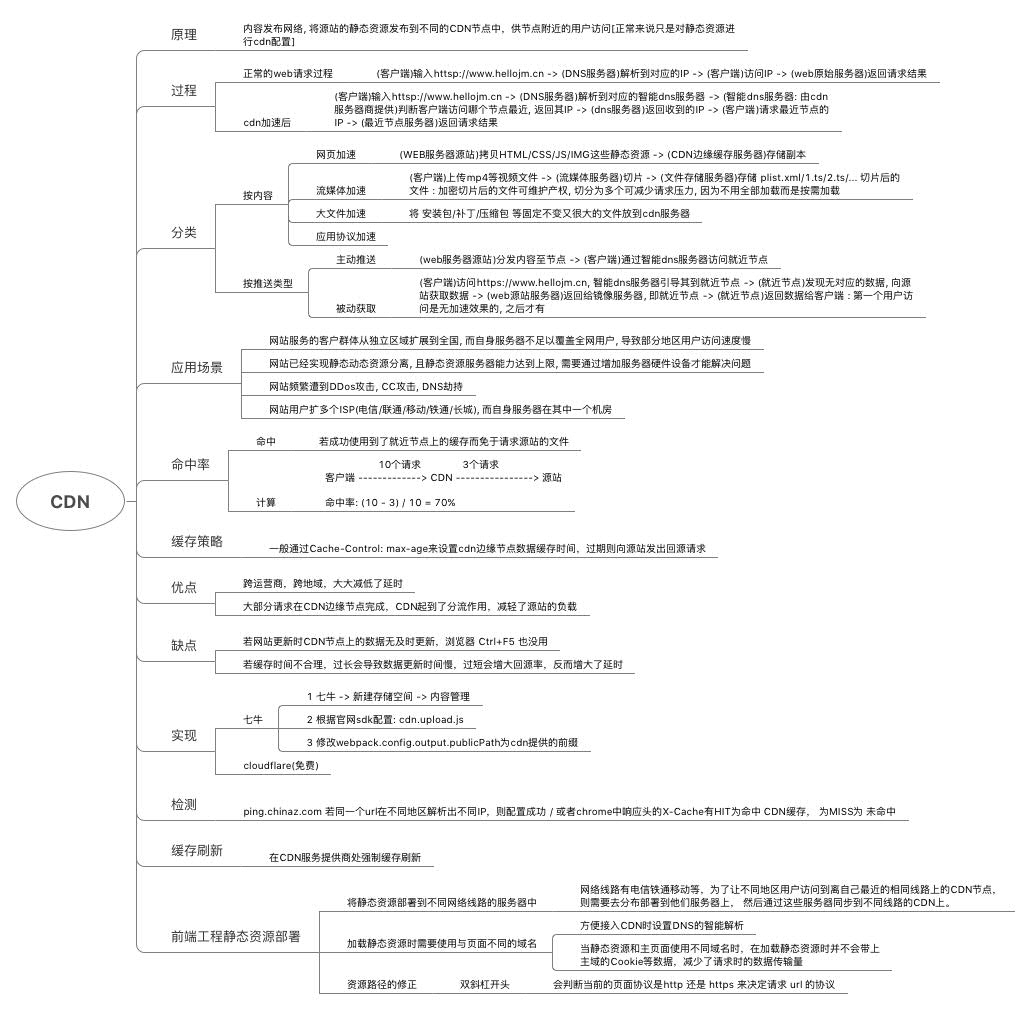 CDN
原理
内容发布网络, 将源站的静态资源发布到不同的CDN节点中，供节点附近的用户访问[正常来说只是对静态资源进
行cdn配置]
过程
正常的web请求过程
(客户端)输入httsp://www.hellojm.cn -> (DNS服务器)解析到对应的IP -> (客户端)访问IP -> (web原始服务器)返回请求结果
cdn加速后
(客户端)输入httsp://www.hellojm.cn -> (DNS服务器)解析到对应的智能dns服务器 -> (智能dns服务器: 由cdn
服务器商提供)判断客户端访问哪个节点最近, 返回其IP -> (dns服务器)返回收到的IP -> (客户端)请求最近节点的
IP -> (最近节点服务器)返回请求结果
分类
按内容
网页加速
(WEB服务器源站)拷贝HTML/CSS/JS/IMG这些静态资源 -> (CDN边缘缓存服务器)存储副本
流媒体加速
(客户端)上传mp4等视频文件 -> (流媒体服务器)切片 -> (文件存储服务器)存储 plist.xml/1.ts/2.ts/... 切片后的
文件 : 加密切片后的文件可维护产权, 切分为多个可减少请求压力, 因为不用全部加载而是按需加载
大文件加速
将 安装包/补丁/压缩包 等固定不变又很大的文件放到cdn服务器
应用协议加速
按推送类型
主动推送
(web服务器源站)分发内容至节点 -> (客户端)通过智能dns服务器访问就近节点
被动获取
(客户端)访问https://www.hellojm.cn, 智能dns服务器引导其到就近节点 -> (就近节点)发现无对应的数据, 向源
站获取数据 -> (web源站服务器)返回给镜像服务器, 即就近节点 -> (就近节点)返回数据给客户端 : 第一个用户访
问是无加速效果的, 之后才有
应用场景
网站服务的客户群体从独立区域扩展到全国, 而自身服务器不足以覆盖全网用户, 导致部分地区用户访问速度慢
网站已经实现静态动态资源分离, 且静态资源服务器能力达到上限, 需要通过增加服务器硬件设备才能解决问题
网站频繁遭到DDos攻击, CC攻击, DNS劫持
网站用户扩多个ISP(电信/联通/移动/铁通/长城), 而自身服务器在其中一个机房
命中率
命中
若成功使用到了就近节点上的缓存而免于请求源站的文件
计算
10个请求 3个请求
客户端 -------------> CDN ----------------> 源站
命中率: (10 - 3) / 10 = 70%
缓存策略
一般通过Cache-Control: max-age来设置cdn边缘节点数据缓存时间，过期则向源站发出回源请求
优点
跨运营商，跨地域，大大减低了延时
大部分请求在CDN边缘节点完成，CDN起到了分流作用，减轻了源站的负载
缺点
若网站更新时CDN节点上的数据无及时更新，浏览器 Ctrl+F5 也没用
若缓存时间不合理，过长会导致数据更新时间慢，过短会增大回源率，反而增大了延时
实现
七牛
1 七牛 -> 新建存储空间 -> 内容管理
2 根据官网sdk配置: cdn.upload.js
3 修改webpack.config.output.publicPath为cdn提供的前缀
cloudflare(免费)
检测
ping.chinaz.com 若同一个url在不同地区解析出不同IP，则配置成功 / 或者chrome中响应头的X-Cache有HIT为命中 CDN缓存， 为MISS为 未命中
缓存刷新
在CDN服务提供商处强制缓存刷新
前端工程静态资源部署
将静态资源部署到不同网络线路的服务器中
网络线路有电信铁通移动等，为了让不同地区用户访问到离自己最近的相同线路上的CDN节点，
则需要去分布部署到他们服务器上， 然后通过这些服务器同步到不同线路的CDN上。
加载静态资源时需要使用与页面不同的域名
方便接入CDN时设置DNS的智能解析
当静态资源和主页面使用不同域名时，在加载静态资源时并不会带上
主域的Cookie等数据，减少了请求时的数据传输量
资源路径的修正
双斜杠开头
会判断当前的页面协议是http 还是 https 来决定请求 url 的协议